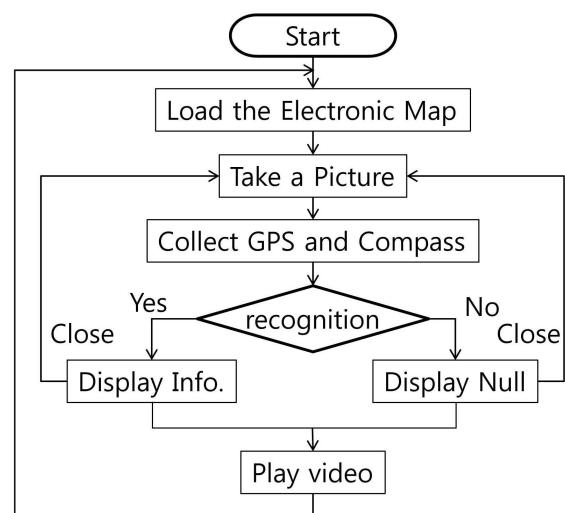 Start
Load the Electronic Map
Take a Picture
Collect GPS and Compass
Yes
No
recognition
Close
Close
Display Info.
Display Null
Play video